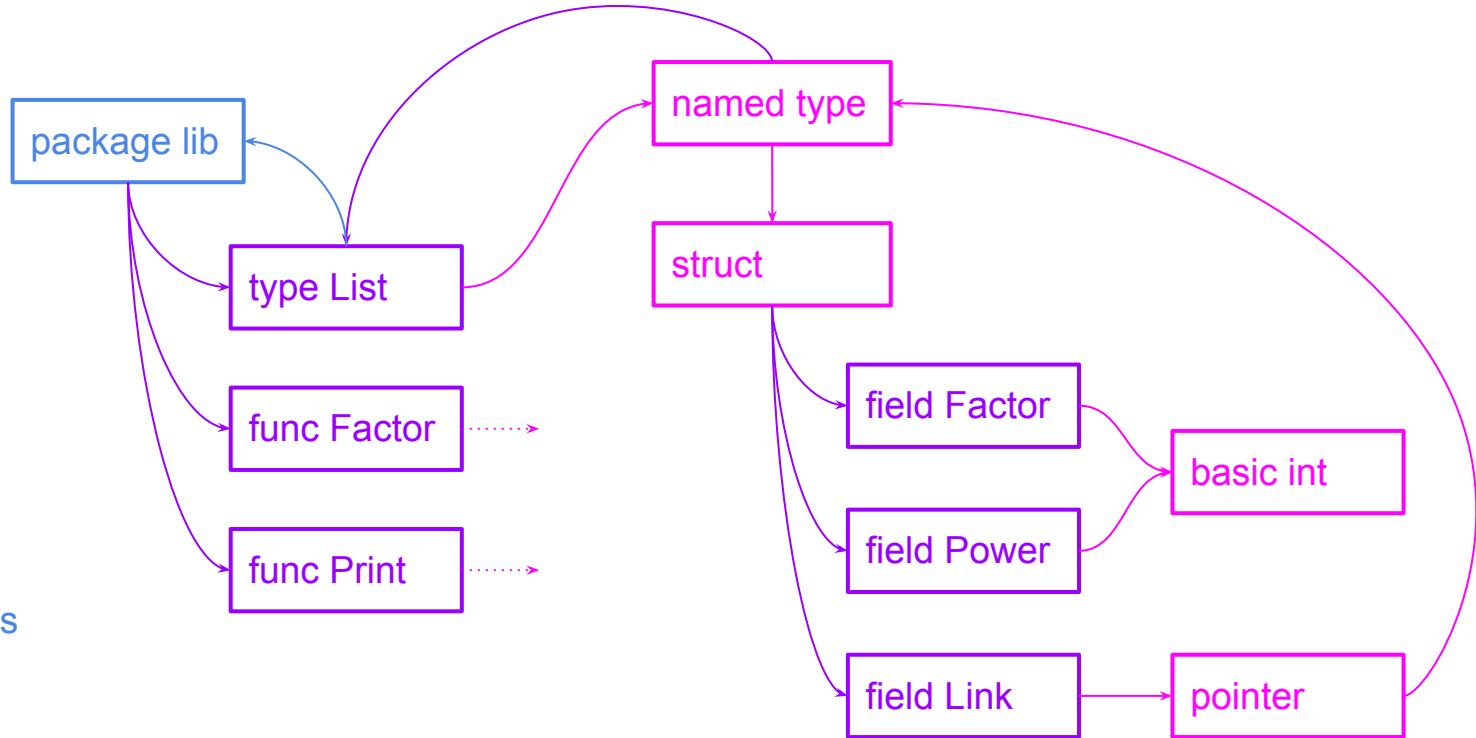 package lib
named type
type List
struct
func Factor
field Factor
basic int
field Power
func Print
s
field Link
pointer